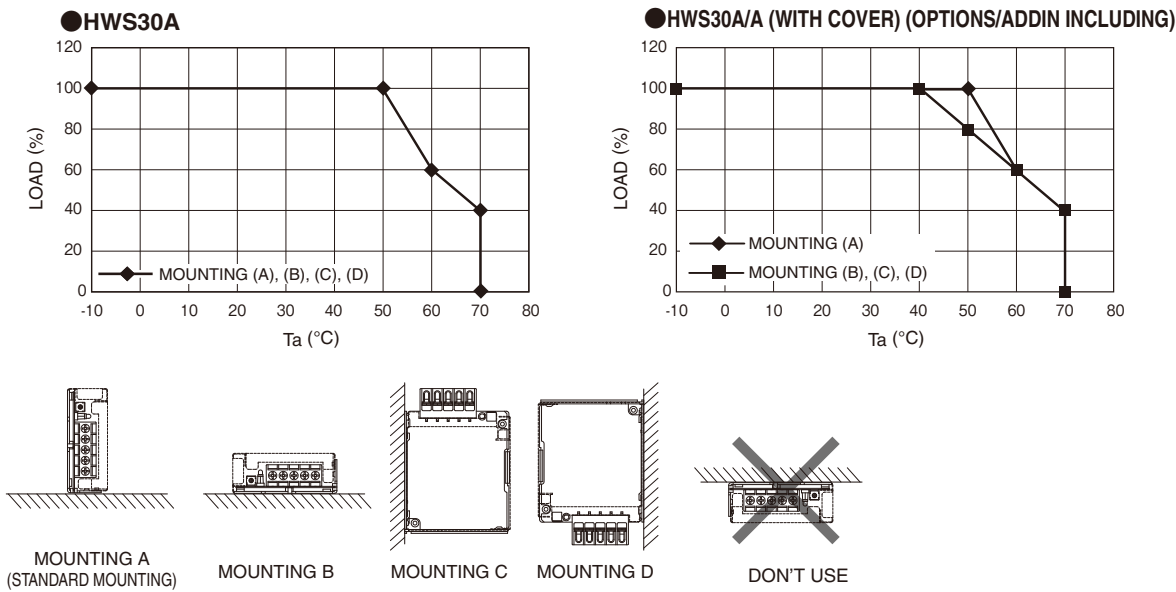 ●HWS30A
120
100
80
60
40
20
0
LOAD (%)
MOUNTING (A), (B), (C), (D)
-10 0 10 20 30 40 50 60 70 80
Ta (°C)
●HWS30A/A (WITH COVER) (OPTIONS/ADDIN INCLUDING)
120
100
80
60
40
20
0
LOAD (%)
MOUNTING (A)
MOUNTING (B), (C), (D)
-10 0 10 20 30 40 50 60 70 80
Ta (°C)
MOUNTING A
(STANDARD MOUNTING)
MOUNTING B
MOUNTING C
MOUNTING D
DON'T USE